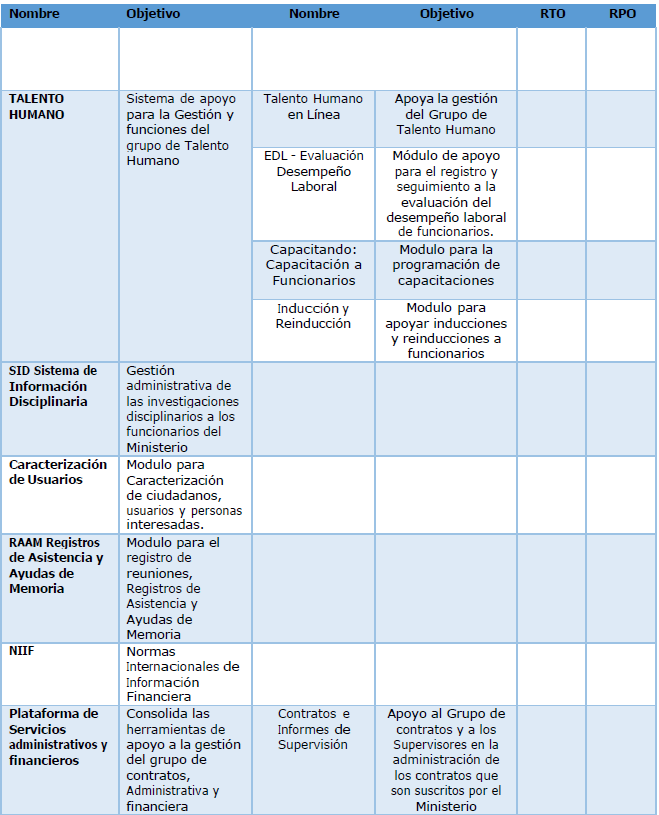 Nombre Objetivo Nombre Objetivo RTO RPO
TALENTO
HUMANO
Sistema de apoyo
para la Gestión y
funciones del
grupo de Talento
Humano
Talento Humano
en Línea
Apoya la gestión
del Grupo de
Talento Humano
EDL - Evaluación
Desempeño
Laboral
Módulo de apoyo
para el registro y
seguimiento a la
evaluación del
desempeño laboral
de funcionarios.
Capacitando:
Capacitación a
Funcionarios
Modulo para la
programación de
capacitaciones
Inducción y
Reinducción
Modulo para
apoyar inducciones
y reinducciones a
funcionarios
SID Sistema de
Información
Disciplinaria
Gestión
administrativa de
las investigaciones
disciplinarios a los
funcionarios del
Ministerio
Caracterización
de Usuarios
Modulo para
Caracterización
de ciudadanos,
usuarios y personas
interesadas.
RAAM Registros
de Asistencia y
Ayudas de
Memoria
Modulo para el
registro de
reuniones,
Registros de
Asistencia y
Ayudas de
Memoria
NIIF
Normas
Internacionales de
Información
Financiera
Plataforma de
Servicios
administrativos y
financieros
Consolida las
herramientas de
apoyo a la gestión
del grupo de
contratos,
Administrativa y
financiera
Contratos e
Informes de
Supervisión
Apoyo al Grupo de
contratos y a los
Supervisores en la
administración de
los contratos que
son suscritos por el
Ministerio